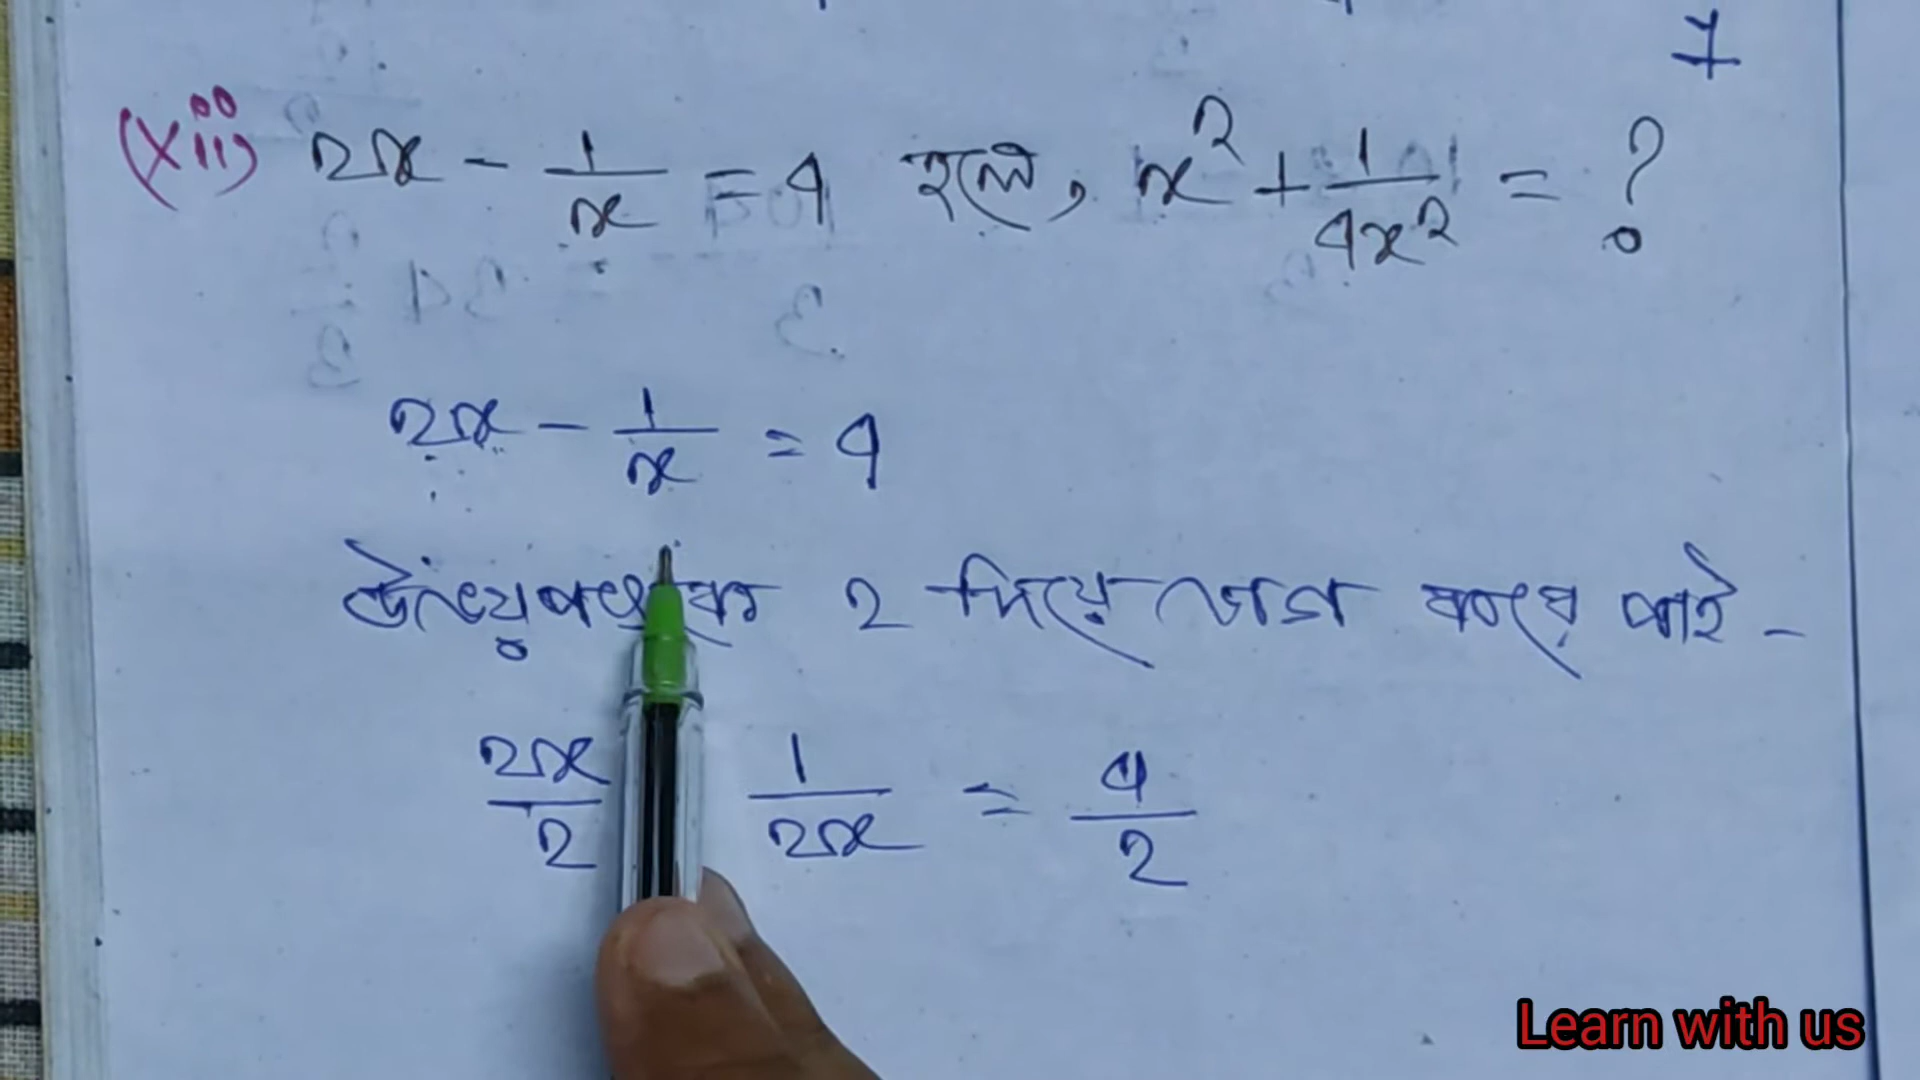 7
(xii) 2x - 1/x = 4 হলে, x² + 1/4x² = ?
2x - 1/x = 4
উভয়পক্ষকে 2 দিয়ে ভাগ করে পাই -
2x/2 1/2x = 4/2
Learn with us